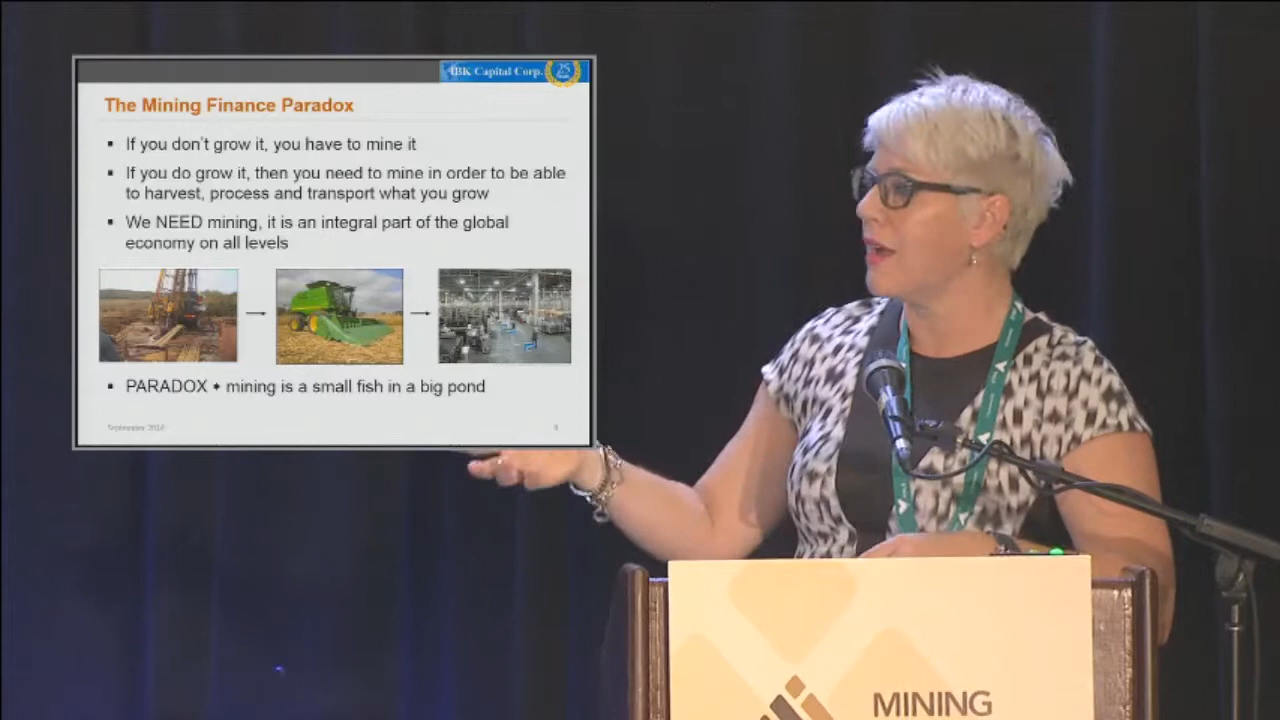 IBK Capital Corp.
25
The Mining Finance Paradox
▪ If you don't grow it, you have to mine it
▪ If you do grow it, then you need to mine in order to be able
to harvest, process and transport what you grow
▪ We NEED mining, it is an integral part of the global
economy on all levels
▪ PARADOX ♦ mining is a small fish in a big pond
MINING